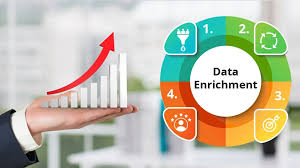 1.
2.
Data
Enrichment
4.
3.